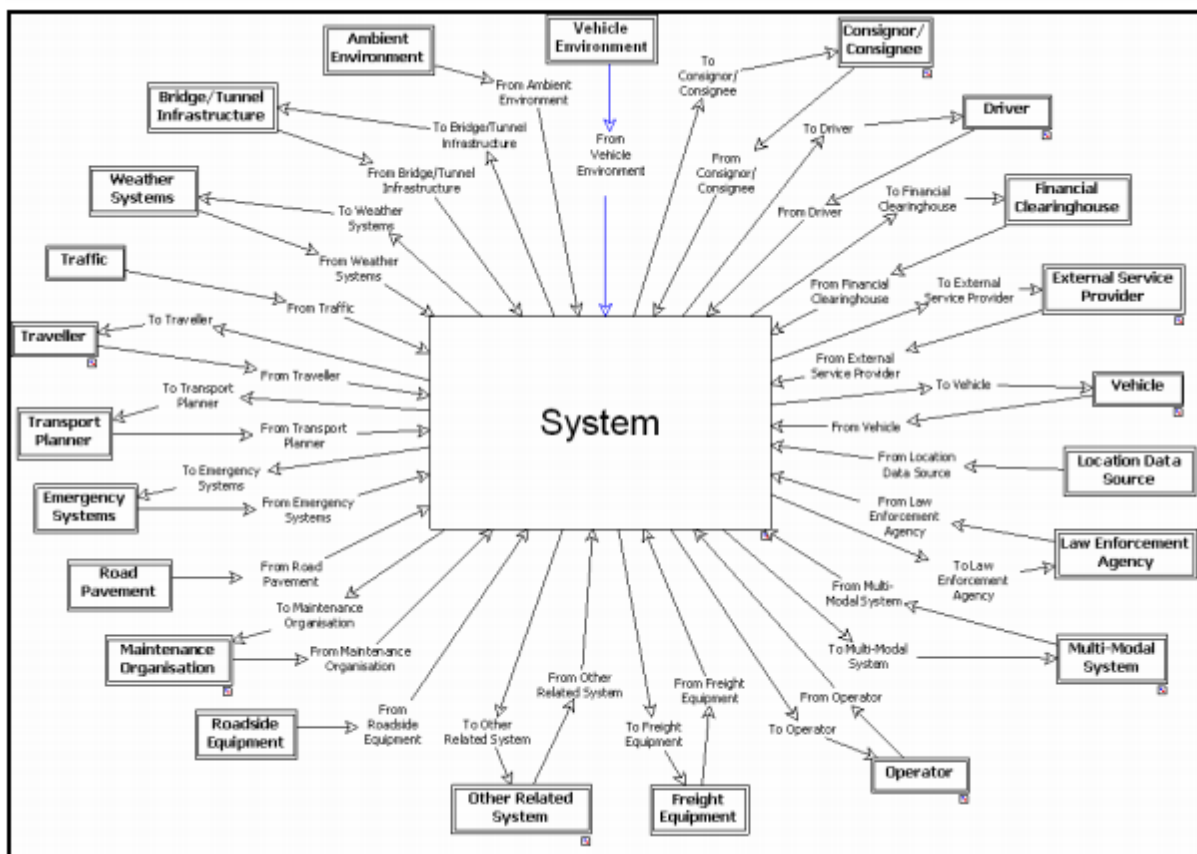 Ambient
Environment
Vehicle
Environment
Consignor/
Consignee
To
Consignor/
Consignee
From Ambient
Environment
Bridge/Tunnel
Infrastructure
To Bridge/Tunnel
Infrastructure
From
Vehicle
Environment
From
Consignor/
Consignee
To Driver
Driver
From Bridge/Tunnel
Infrastructure
Weather
Systems
To Weather
Systems
From Driver
To Financial
Clearinghouse
Financial
Clearinghouse
From Weather
Systems
Traffic
From Traffic
From Financial
Clearinghouse
To External
Service Provider
External Service
Provider
Traveller
To Traveller
From Traveller
From External
Service Provider
To Vehicle
Vehicle
To Transport
Planner
Transport
Planner
From Transport
Planner
System
From Vehicle
From Location
Data Source
Location Data
Source
To Emergency
Systems
Emergency
Systems
From Emergency
Systems
From Law
Enforcement
Agency
Law Enforcement
Agency
To Law
Enforcement
Agency
Road
Pavement
From Road
Pavement
From Multi-
Modal System
To Maintenance
Organisation
Maintenance
Organisation
From Maintenance
Organisation
To Multi-Modal
System
Multi-Modal
System
Roadside
Equipment
From
Roadside
Equipment
From Other
Related System
From Freight
Equipment
From Operator
To Other
Related System
To Freight
Equipment
To Operator
Operator
Other Related
System
Freight
Equipment